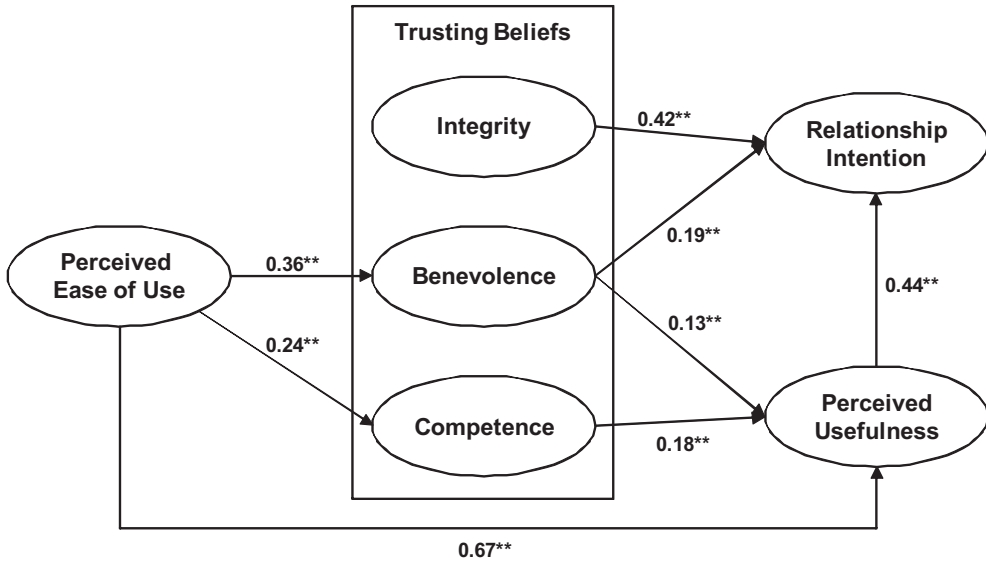 Trusting Beliefs
Integrity
0.42**
Relationship
Intention
Perceived
Ease of Use
0.36**
Benevolence
0.19**
0.44**
0.24**
0.13**
Competence
0.18**
Perceived
Usefulness
0.67**